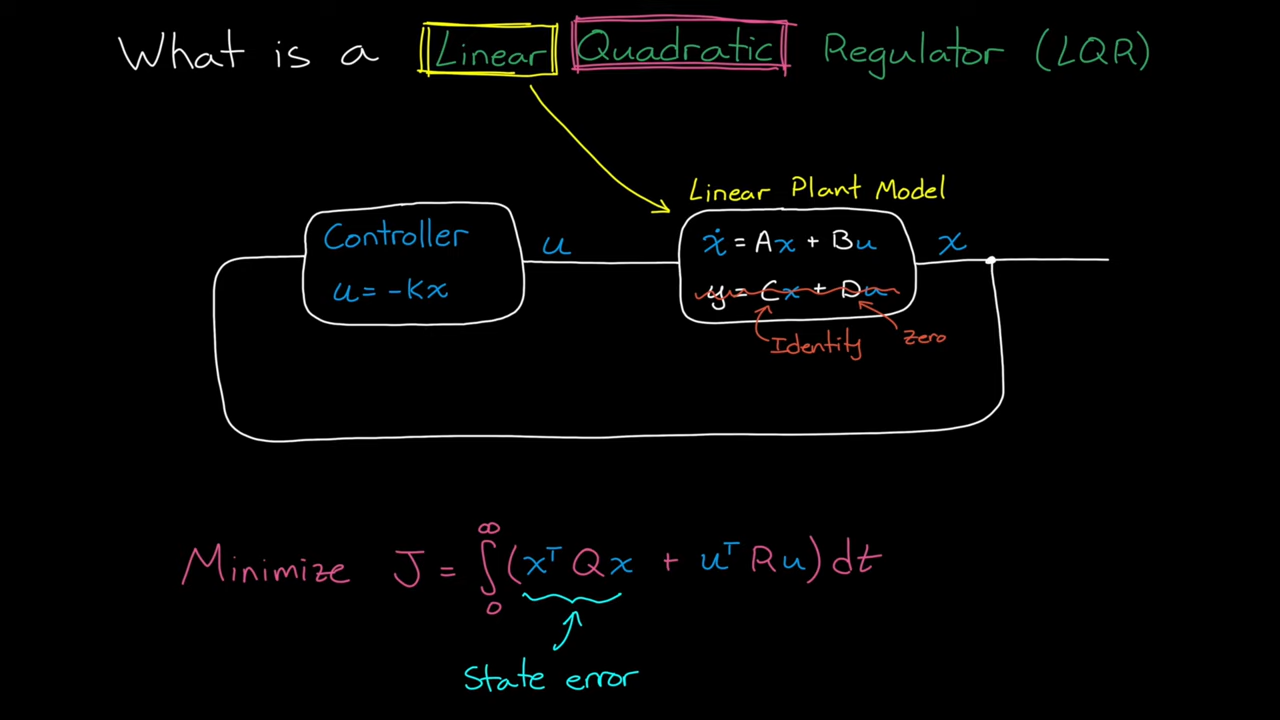 What is a Linear Quadratic Regulator (LQR)
Linear Plant Model
Controller
u = -Kx
u
ẋ = Ax + Bu
y = Cx + Du
x
Identity
Zero
Minimize J = ∫₀^∞ (xᵀQx + uᵀRu) dt
State error